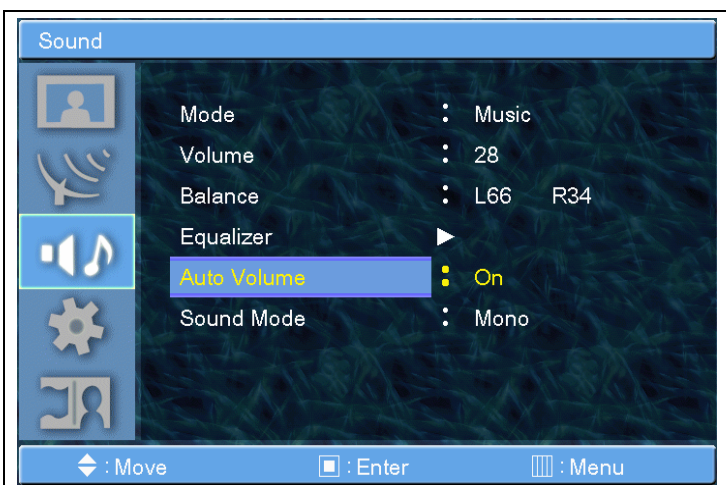 Sound
Mode : Music
Volume : 28
Balance : L66 R34
Equalizer
Auto Volume : On
Sound Mode : Mono
: Move : Enter : Menu